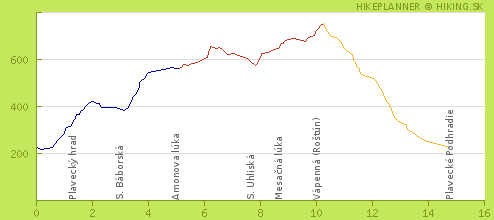 HIKEPLANNER © HIKING.SK
600
400
200
Plavecký hrad
S. Báborská
Amonova lúka
S. Uhliská
Mesačná lúka
Vápenná (Roštún)
Plavecké Podhradie
0 2 4 6 8 10 12 14 16